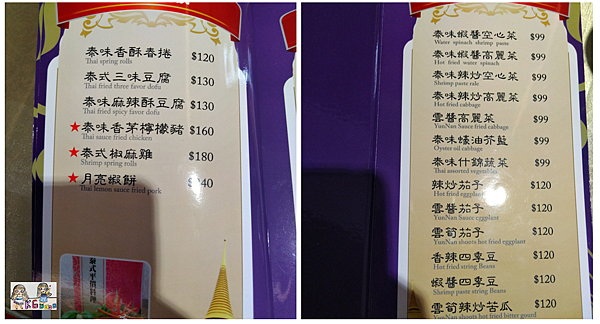 泰味香酥春捲 $120
Thai spring rolls
泰式三味豆腐 $130
Thai fried three favor dofu
泰味麻辣酥豆腐 $130
Thai fried spicy favor dofu
★泰味香茅檸檬豬 $160
Thai sauce fried chicken
★泰式椒麻雞 $180
Shrimp spring rolls
★月亮蝦餅
Thai lemon sauce fried pork
泰式平價料理
泰味蝦醬空心菜 $99
Water spinach shrimp paste
泰味蝦醬高麗菜 $99
Hot fried water spinach
泰味辣炒空心菜 $99
Shrimp paste cale
泰味辣炒高麗菜 $99
Hot fried cabbage
雲醬高麗菜 $99
YunNan Sauce fried cabbage
泰味蠔油芥藍 $99
Oyster oil cabbage
泰味什錦蔬菜 $99
Thai assorted vegetables
辣炒茄子 $120
Hot fried eggplant
雲醬茄子 $120
YunNan Sauce eggplant
雲筍茄子 $120
YunNan shoots hot fried eggplant
香辣四季豆 $120
Hot fried string Beans
蝦醬四季豆 $120
Shrimp paste string Beans
雲筍辣炒苦瓜 $120
YunNan shoots hot fried bitter gourd